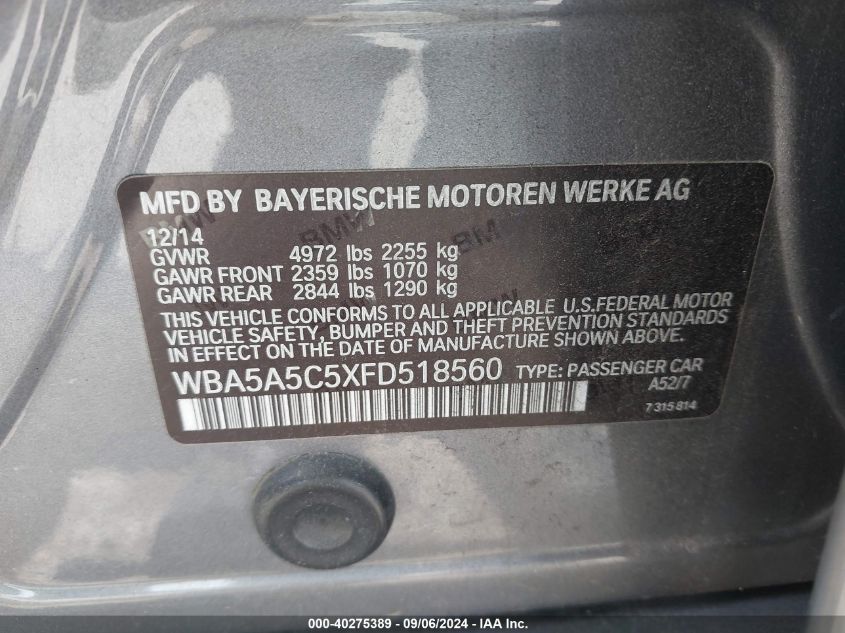 MFD BY BAYERISCHE MOTOREN WERKE AG
12/14
GVWR 4972 lbs 2255 kg
GAWR FRONT 2359 lbs 1070 kg
GAWR REAR 2844 lbs 1290 kg
THIS VEHICLE CONFORMS TO ALL APPLICABLE U.S.FEDERAL MOTOR
VEHICLE SAFETY, BUMPER AND THEFT PREVENTION STANDARDS
IN EFFECT ON THE DATE OF MANUFACTURE SHOWN ABOVE.
WBA5A5C5XFD518560 TYPE: PASSENGER CAR
A52/7
7 315 814
000-40275389 - 09/06/2024 - IAA Inc.